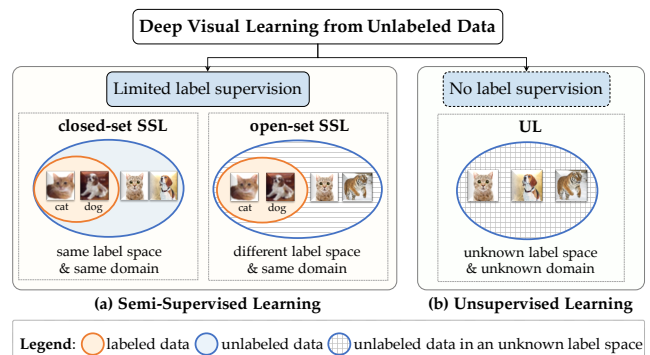 Deep Visual Learning from Unlabeled Data
Limited label supervision
No label supervision
closed-set SSL
open-set SSL
UL
cat dog
cat dog
same label space
& same domain
different label space
& same domain
unknown label space
& unknown domain
(a) Semi-Supervised Learning
(b) Unsupervised Learning
Legend: labeled data unlabeled data unlabeled data in an unknown label space